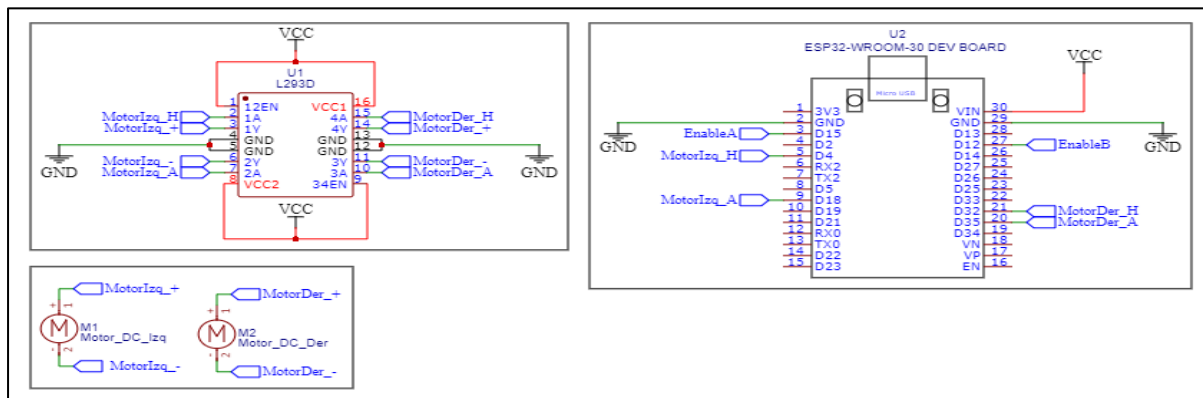 VCC
U1
L293D
1 12EN VCC1 16
MotorIzq_H 2 1A 4A 15 MotorDer_H
MotorIzq_+ 3 1Y 4Y 14 MotorDer_+
4 GND GND 13
GND 5 GND GND 12 GND
MotorIzq_- 6 2Y 3Y 11 MotorDer_-
MotorIzq_A 7 2A 3A 10 MotorDer_A
8 VCC2 34EN 9
VCC
U2
ESP32-WROOM-30 DEV BOARD
VCC
Micro USB
1 3V3 VIN 30
GND 2 GND GND 29 GND
EnableA 3 D15 D13 28
4 D2 D12 27 EnableB
MotorIzq_H 5 D4 D14 26
6 RX2 D27 25
7 TX2 D26 24
8 D5 D25 23
MotorIzq_A 9 D18 D33 22
10 D19 D32 21 MotorDer_H
11 D21 D35 20 MotorDer_A
12 RX0 D34 19
13 TX0 VN 18
14 D22 VP 17
15 D23 EN 16
MotorIzq_+
+ 1
M
M1
Motor_DC_Izq
- 2
MotorIzq_-
MotorDer_+
+ 1
M
M2
Motor_DC_Der
- 2
MotorDer_-